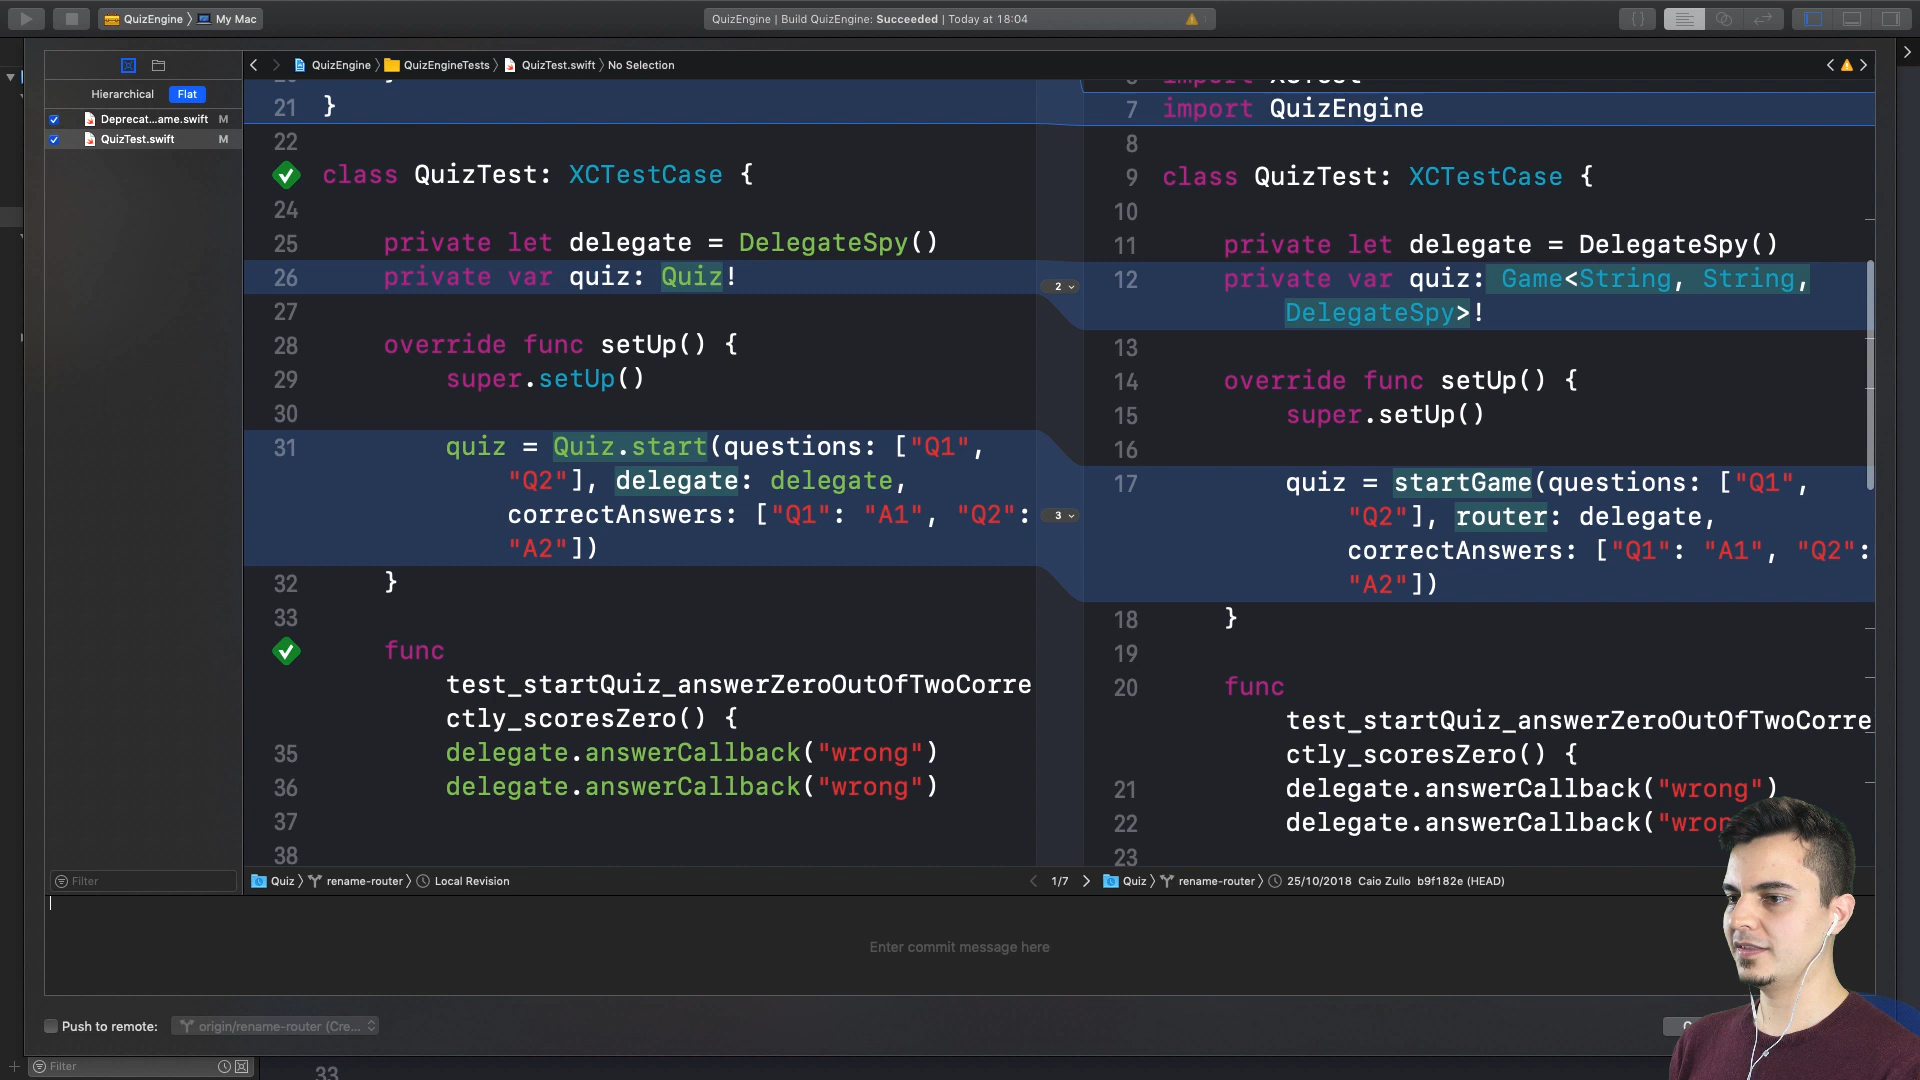 QuizEngine 〉 My Mac
QuizEngine | Build QuizEngine: Succeeded | Today at 18:04
QuizEngine 〉 QuizEngineTests 〉 QuizTest.swift 〉 No Selection
Hierarchical Flat
Deprecat...ame.swift M
QuizTest.swift M
Filter
21 }
22
class QuizTest: XCTestCase {
24
25 private let delegate = DelegateSpy()
26 private var quiz: Quiz!
27
28 override func setUp() {
29 super.setUp()
30
31 quiz = Quiz.start(questions: ["Q1",
"Q2"], delegate: delegate,
correctAnswers: ["Q1": "A1", "Q2":
"A2"])
32 }
33
func
test_startQuiz_answerZeroOutOfTwoCorre
ctly_scoresZero() {
35 delegate.answerCallback("wrong")
36 delegate.answerCallback("wrong")
37
38
2
3
import XCTest
7 import QuizEngine
8
9 class QuizTest: XCTestCase {
10
11 private let delegate = DelegateSpy()
12 private var quiz: Game<String, String,
DelegateSpy>!
13
14 override func setUp() {
15 super.setUp()
16
17 quiz = startGame(questions: ["Q1",
"Q2"], router: delegate,
correctAnswers: ["Q1": "A1", "Q2":
"A2"])
18 }
19
20 func
test_startQuiz_answerZeroOutOfTwoCorre
ctly_scoresZero() {
21 delegate.answerCallback("wrong")
22 delegate.answerCallback("wron
23
Quiz 〉 rename-router 〉 Local Revision
1/7
Quiz 〉 rename-router 〉 25/10/2018 Caio Zullo b9f182e (HEAD)
Enter commit message here
Push to remote: origin/rename-router (Cre...
Filter
33